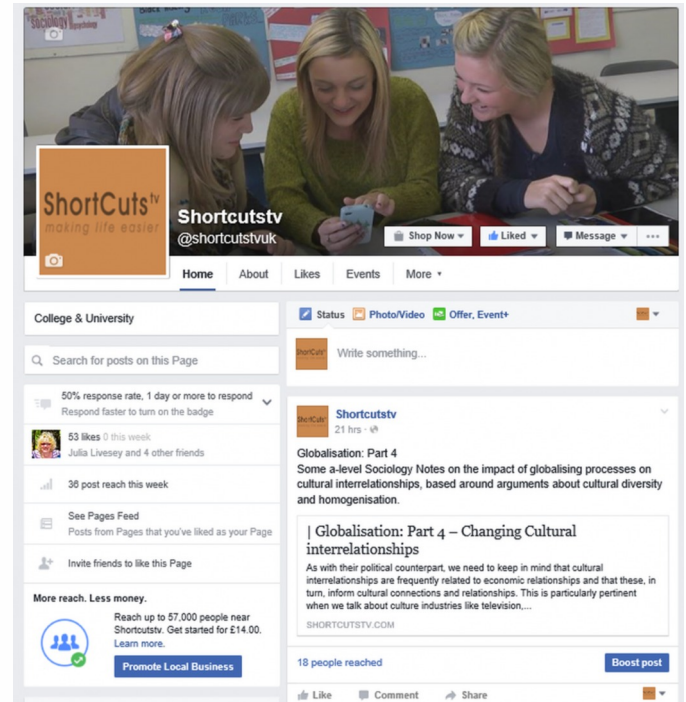 Sociology
ShortCuts tv
making life easier
Shortcutstv
@shortcutstvuk
Shop Now
Liked
Message
Home About Likes Events More
College & University
Search for posts on this Page
50% response rate, 1 day or more to respond
Respond faster to turn on the badge
53 likes 0 this week
Julia Livesey and 4 other friends
36 post reach this week
See Pages Feed
Posts from Pages that you've liked as your Page
Invite friends to like this Page
More reach. Less money.
Reach up to 57,000 people near
Shortcutstv. Get started for £14.00.
Learn more.
Promote Local Business
Status Photo/Video Offer, Event+
ShortCuts
Write something...
ShortCuts
Shortcutstv
21 hrs ·
Globalisation: Part 4
Some a-level Sociology Notes on the impact of globalising processes on
cultural interrelationships, based around arguments about cultural diversity
and homogenisation.
| Globalisation: Part 4 – Changing Cultural
interrelationships
As with their political counterpart, we need to keep in mind that cultural
interrelationships are frequently related to economic relationships and that these, in
turn, inform cultural connections and relationships. This is particularly pertinent
when we talk about culture industries like television,...
SHORTCUTSTV.COM
18 people reached
Boost post
Like Comment Share